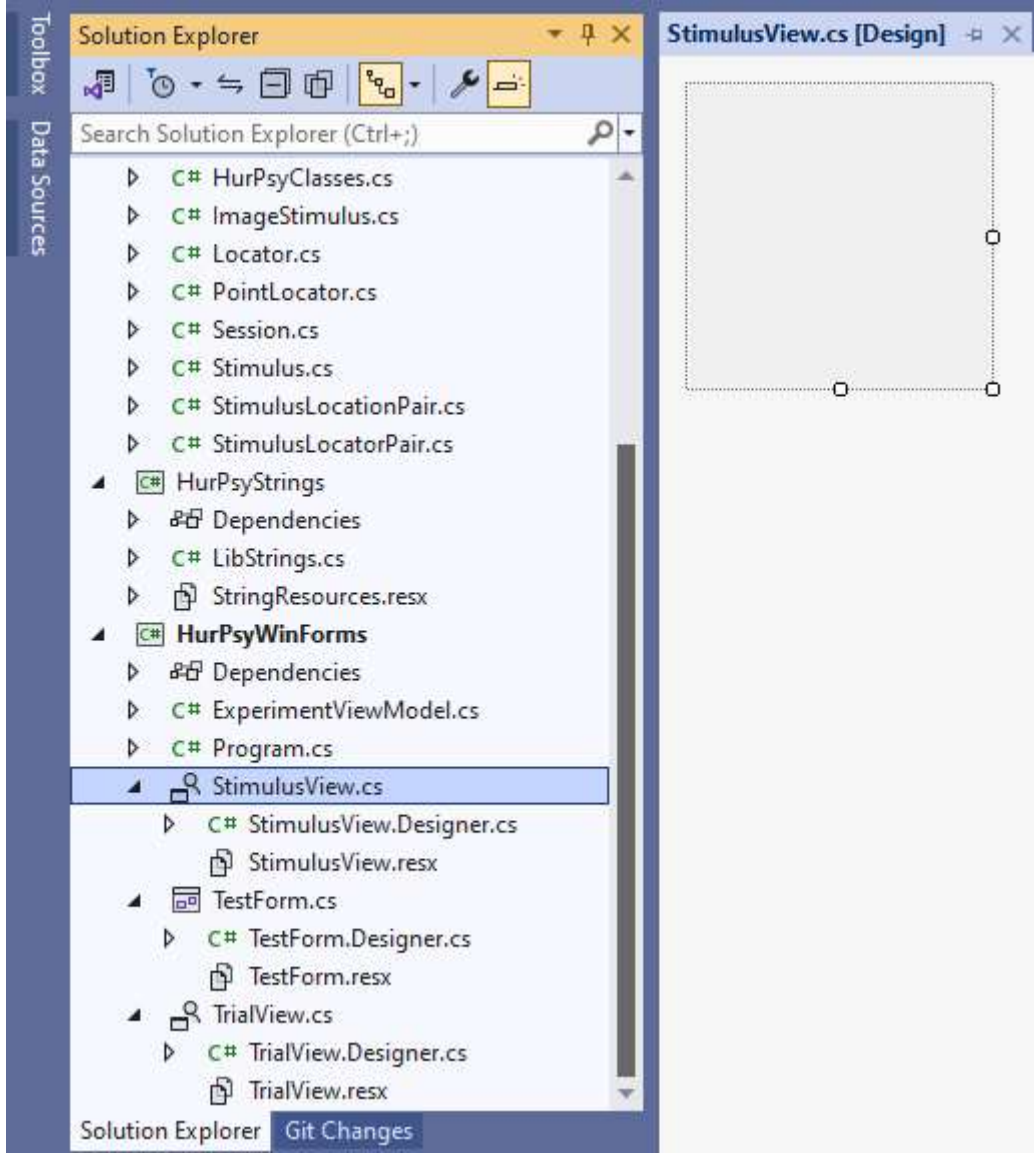 Toolbox
Data Sources
Solution Explorer
Search Solution Explorer (Ctrl+;)
C# HurPsyClasses.cs
C# ImageStimulus.cs
C# Locator.cs
C# PointLocator.cs
C# Session.cs
C# Stimulus.cs
C# StimulusLocationPair.cs
C# StimulusLocatorPair.cs
C# HurPsyStrings
Dependencies
C# LibStrings.cs
StringResources.resx
C# HurPsyWinForms
Dependencies
C# ExperimentViewModel.cs
C# Program.cs
StimulusView.cs
C# StimulusView.Designer.cs
StimulusView.resx
TestForm.cs
C# TestForm.Designer.cs
TestForm.resx
TrialView.cs
C# TrialView.Designer.cs
TrialView.resx
Solution Explorer Git Changes
StimulusView.cs [Design]